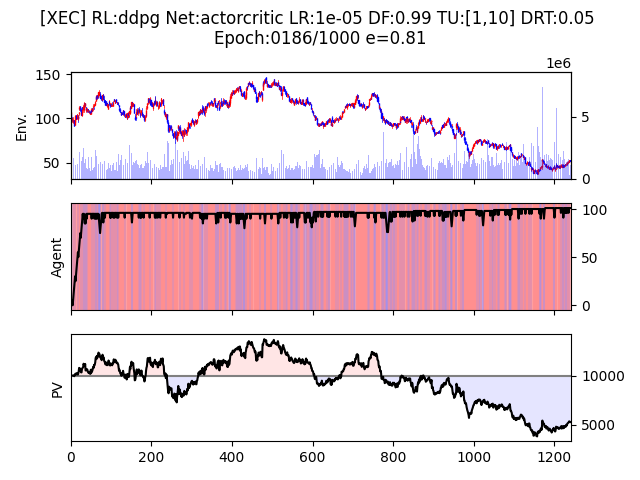 [XEC] RL:ddpg Net:actorcritic LR:1e-05 DF:0.99 TU:[1,10] DRT:0.05
Epoch:0186/1000 e=0.81
1e6
150
100
50
Env.
5
0
Agent
100
50
0
PV
10000
5000
0 200 400 600 800 1000 1200